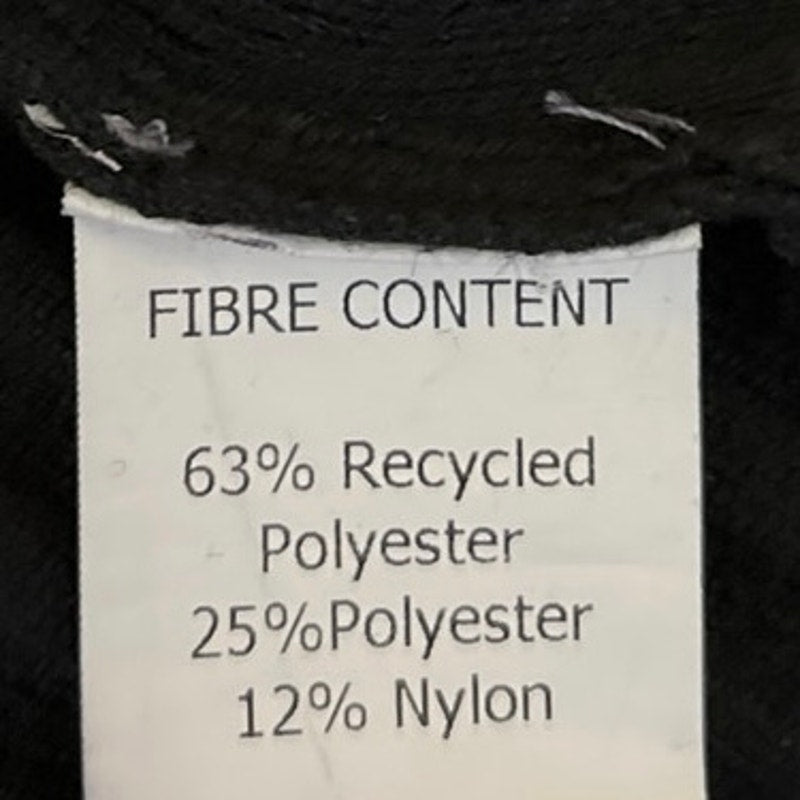 FIBRE CONTENT
63% Recycled
Polyester
25%Polyester
12% Nylon